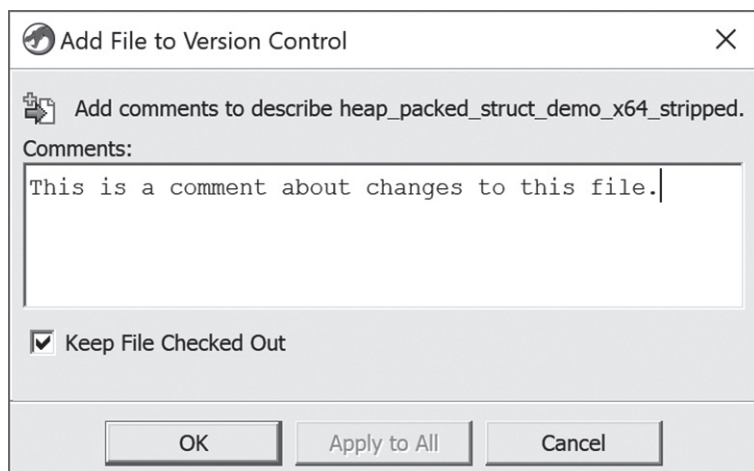 Add File to Version Control
Add comments to describe heap_packed_struct_demo_x64_stripped.
Comments:
This is a comment about changes to this file.
Keep File Checked Out
OK Apply to All Cancel